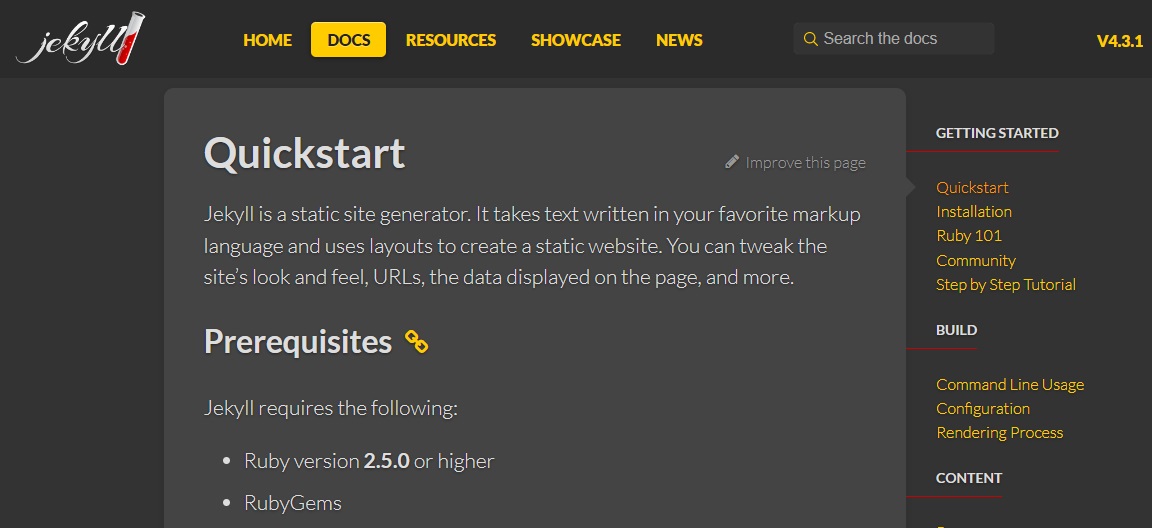 jekyll
HOME
DOCS
RESOURCES
SHOWCASE
NEWS
Search the docs
V4.3.1
Quickstart
Improve this page
Jekyll is a static site generator. It takes text written in your favorite markup
language and uses layouts to create a static website. You can tweak the
site’s look and feel, URLs, the data displayed on the page, and more.
Prerequisites
Jekyll requires the following:
• Ruby version 2.5.0 or higher
• RubyGems
GETTING STARTED
Quickstart
Installation
Ruby 101
Community
Step by Step Tutorial
BUILD
Command Line Usage
Configuration
Rendering Process
CONTENT